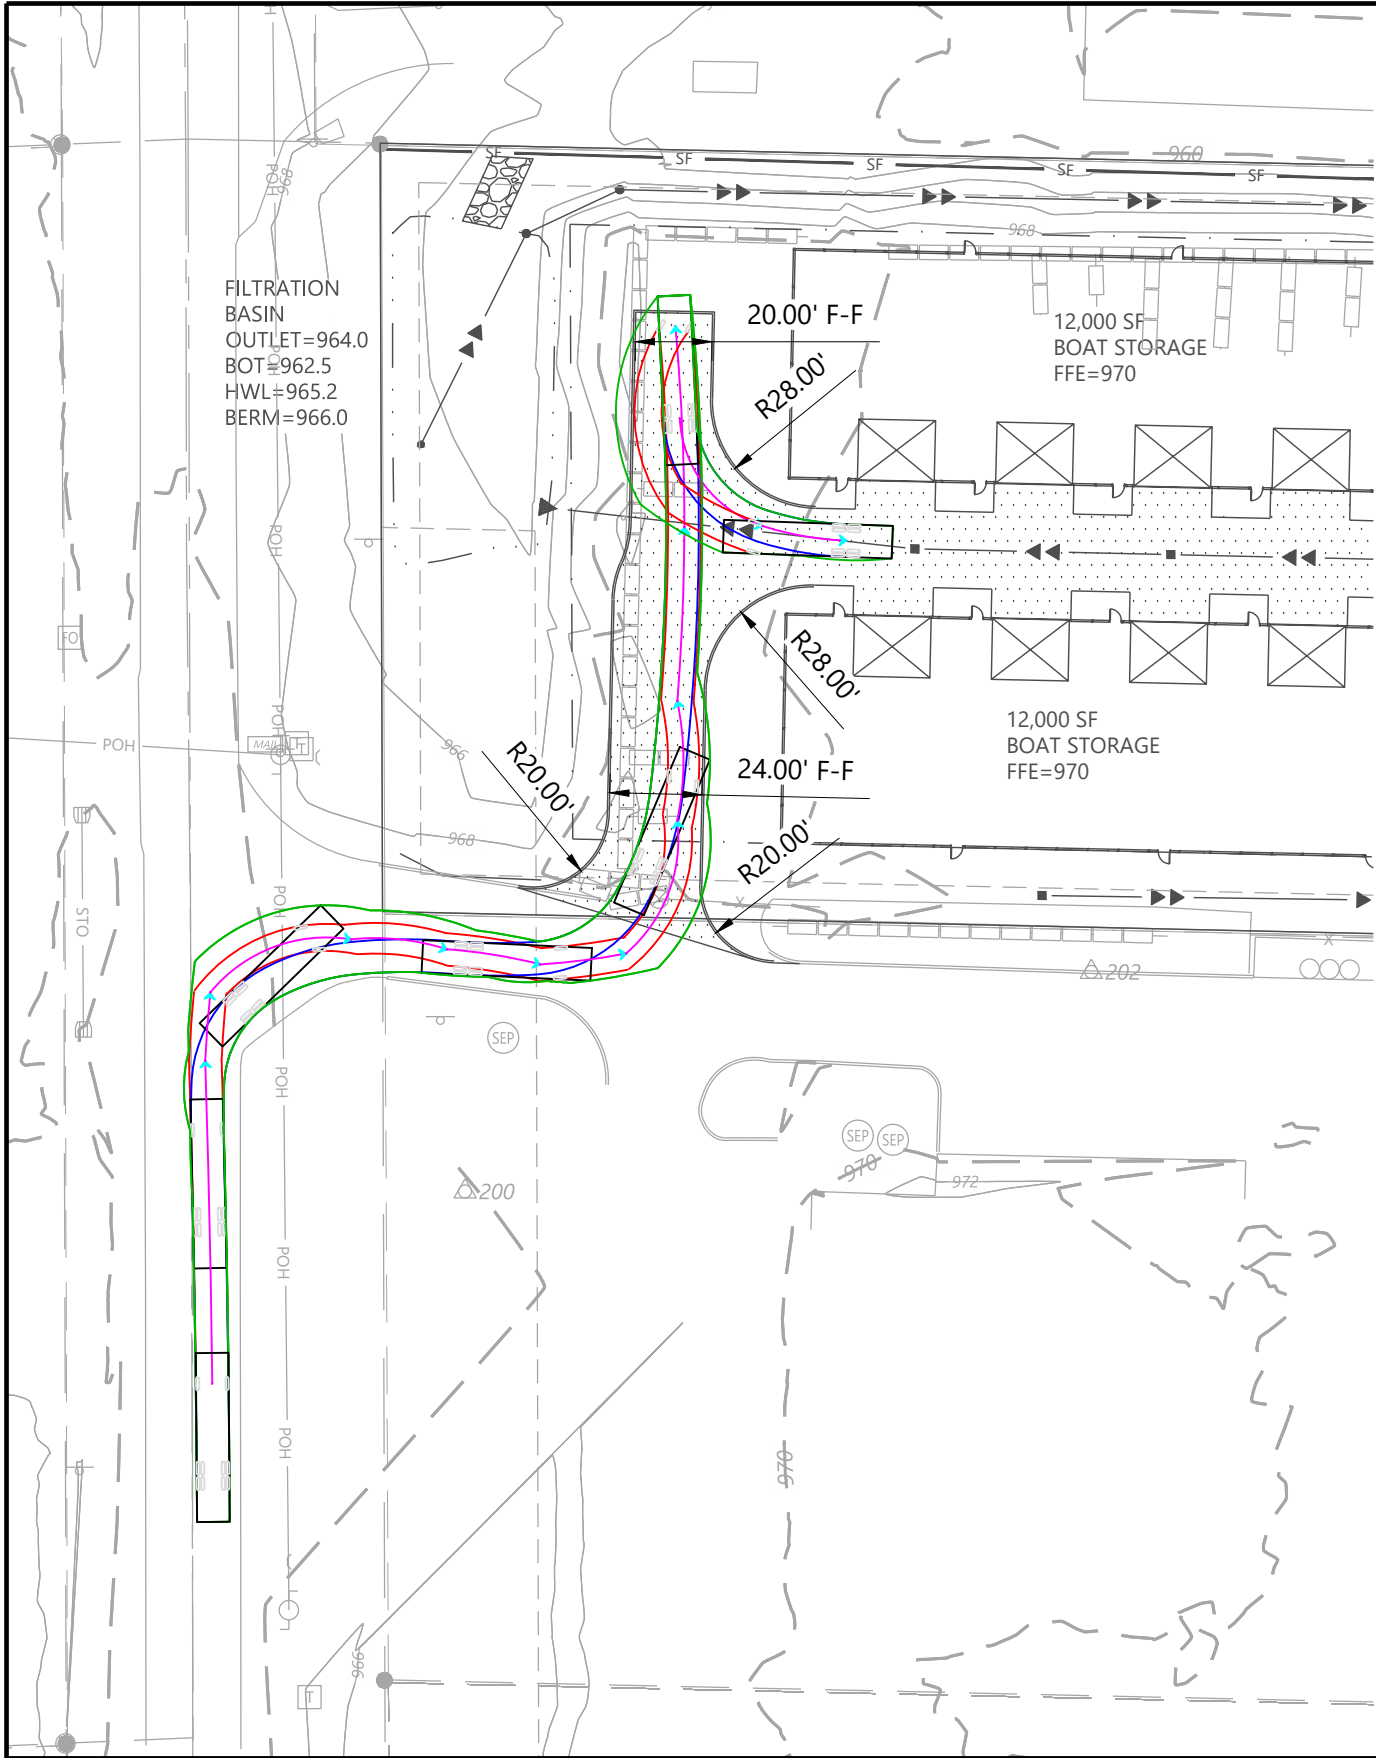 960
SF
SF
SF
SF
SF
POH
968
968
FILTRATION
BASIN
OUTLET=964.0
BOT=962.5
HWL=965.2
BERM=966.0
POH
20.00' F-F
12,000 SF
BOAT STORAGE
FFE=970
R28.00'
POH
FO
R28.00'
POH
POH
MAIL
T
966
12,000 SF
BOAT STORAGE
FFE=970
R20.00'
24.00' F-F
968
R20.00'
POH
STO
X
X
202
SEP
POH
SEP
SEP
970
972
200
POH
POH
970
966
T